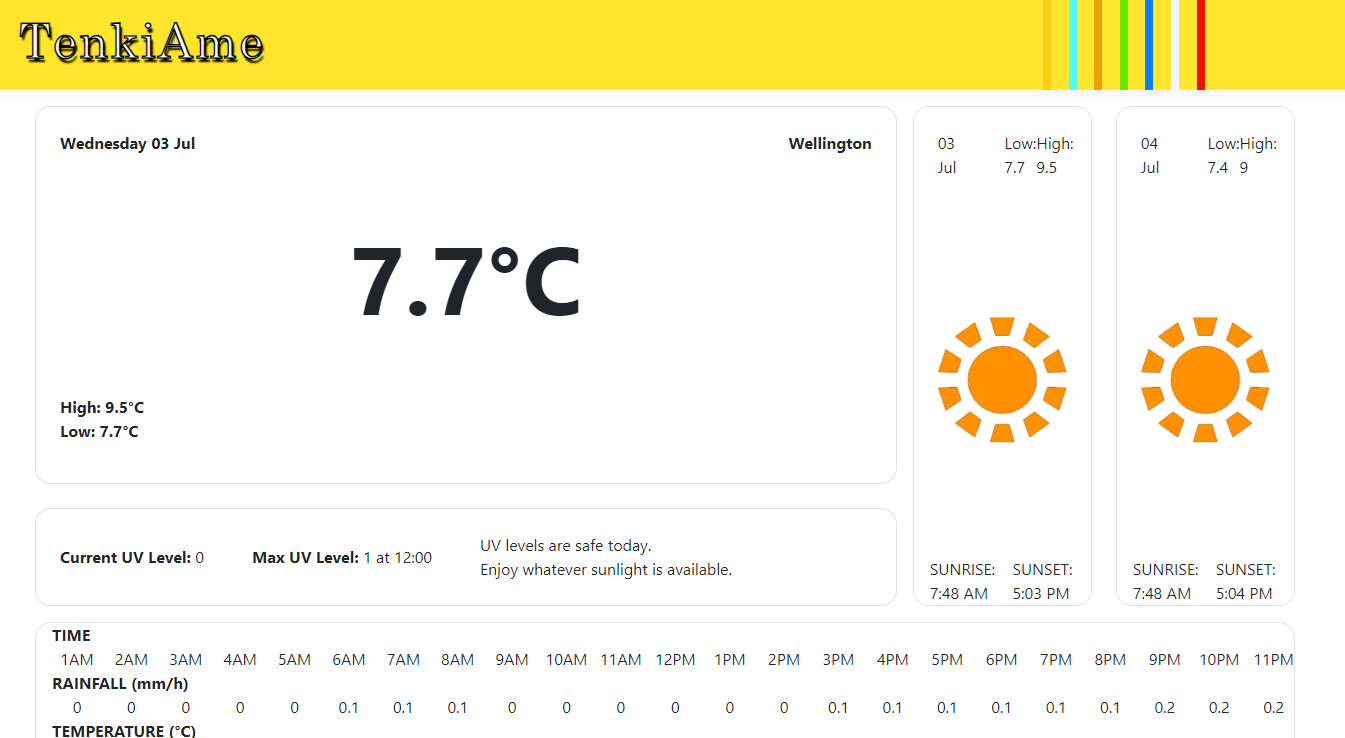 TenkiAme
Wednesday 03 Jul
Wellington
7.7°C
High: 9.5°C
Low: 7.7°C
03 Jul
Low: 7.7
High: 9.5
SUNRISE: 7:48 AM
SUNSET: 5:03 PM
04 Jul
Low: 7.4
High: 9
SUNRISE: 7:48 AM
SUNSET: 5:04 PM
Current UV Level: 0
Max UV Level: 1 at 12:00
UV levels are safe today.
Enjoy whatever sunlight is available.
TIME
1AM 2AM 3AM 4AM 5AM 6AM 7AM 8AM 9AM 10AM 11AM 12PM 1PM 2PM 3PM 4PM 5PM 6PM 7PM 8PM 9PM 10PM 11PM
RAINFALL (mm/h)
0 0 0 0 0 0.1 0.1 0.1 0 0 0 0 0 0 0.1 0.1 0.1 0.1 0.1 0.1 0.2 0.2 0.2
TEMPERATURE (°C)